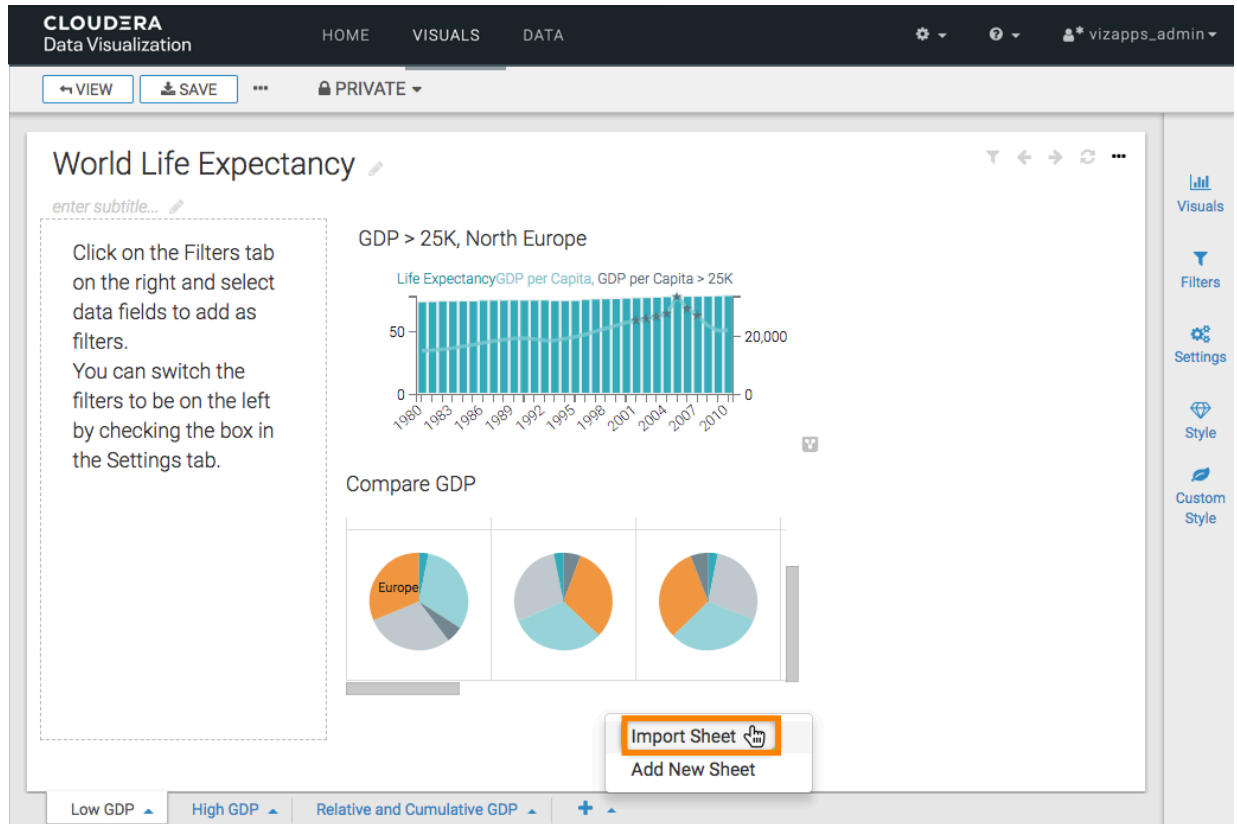 CLOUDERA
Data Visualization
HOME VISUALS DATA
vizapps_admin
VIEW SAVE ... PRIVATE
World Life Expectancy
enter subtitle...
Click on the Filters tab
on the right and select
data fields to add as
filters.
You can switch the
filters to be on the left
by checking the box in
the Settings tab.
GDP > 25K, North Europe
Life ExpectancyGDP per Capita, GDP per Capita > 25K
50
0
20,000
0
1980 1983 1986 1989 1992 1995 1998 2001 2004 2007 2010
Compare GDP
Europe
Import Sheet
Add New Sheet
Low GDP High GDP Relative and Cumulative GDP +
Visuals
Filters
Settings
Style
Custom
Style